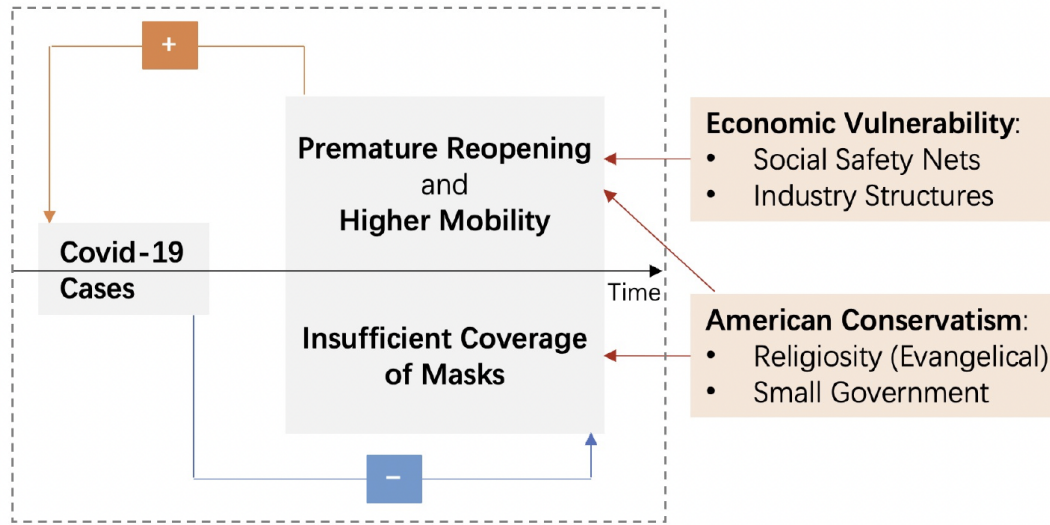 +
Premature Reopening
and
Higher Mobility
Covid-19
Cases
Time
Insufficient Coverage
of Masks
−
Economic Vulnerability:
• Social Safety Nets
• Industry Structures
American Conservatism:
• Religiosity (Evangelical)
• Small Government